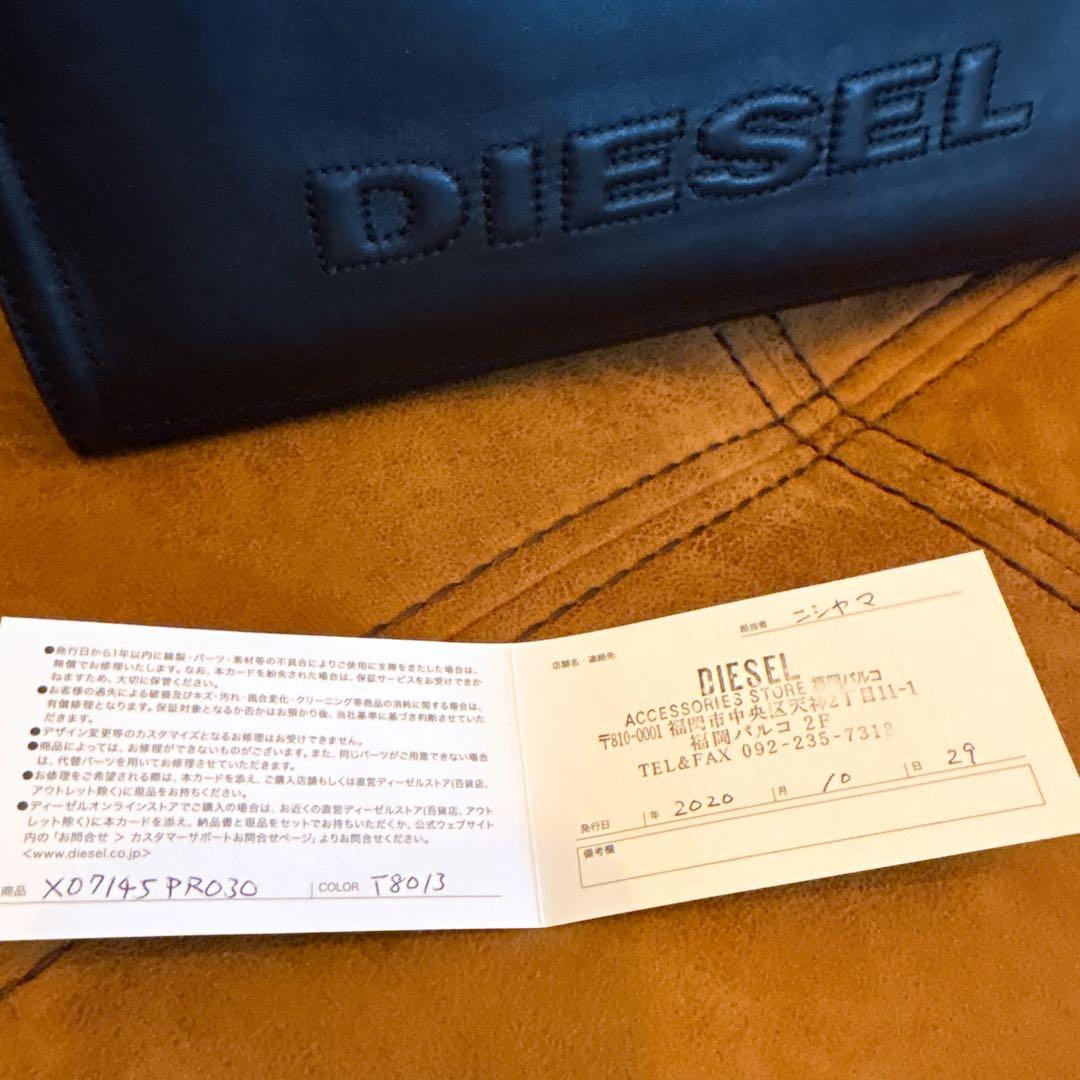 DIESEL
●発行日から1年以内に縫製・パーツ・素材等の不具合によりご使用に支障をきたした場合は、
無償でお修理いたします。なお、本カードを紛失された場合は、保証サービスをお受けできか
ねますため、大切に保管ください。
●お客様の過失による破損及びキズ・汚れ・風合変化・クリーニング等商品の消耗に関する場合は、
有償修理となります。保証対象となるか否かはお預かり後、当社基準に基づき判断させていた
だきます。
●デザイン変更等のカスタマイズとなるお修理はお受けできません。
●商品によっては、お修理ができないものがございます。また、同じパーツがご用意できない場合
は、代替パーツを用いてお修理させていただきます。
●お修理をご希望される際は、本カードを添え、ご購入店舗もしくは直営ディーゼルストア(百貨店、
アウトレット除く)に現品をお持ちください。
●ディーゼルオンラインストアでご購入の場合は、お近くの直営ディーゼルストア(百貨店、アウト
レット除く)に本カードを添え、納品書と現品をセットでお持ちいただくか、公式ウェブサイト
内の「お問合せ > カスタマーサポートお問合せページ」よりお問合せください。
<www.diesel.co.jp>
商品 X07145PR030 COLOR T8013
担当者 ニシヤマ
店舗名・連絡先
DIESEL
ACCESSORIES STORE 福岡パルコ
〒810-0001 福岡市中央区天神2丁目11-1
福岡パルコ 2F
TEL&FAX 092-235-7318
発行日 年 2020 月 10 日 29
備考欄